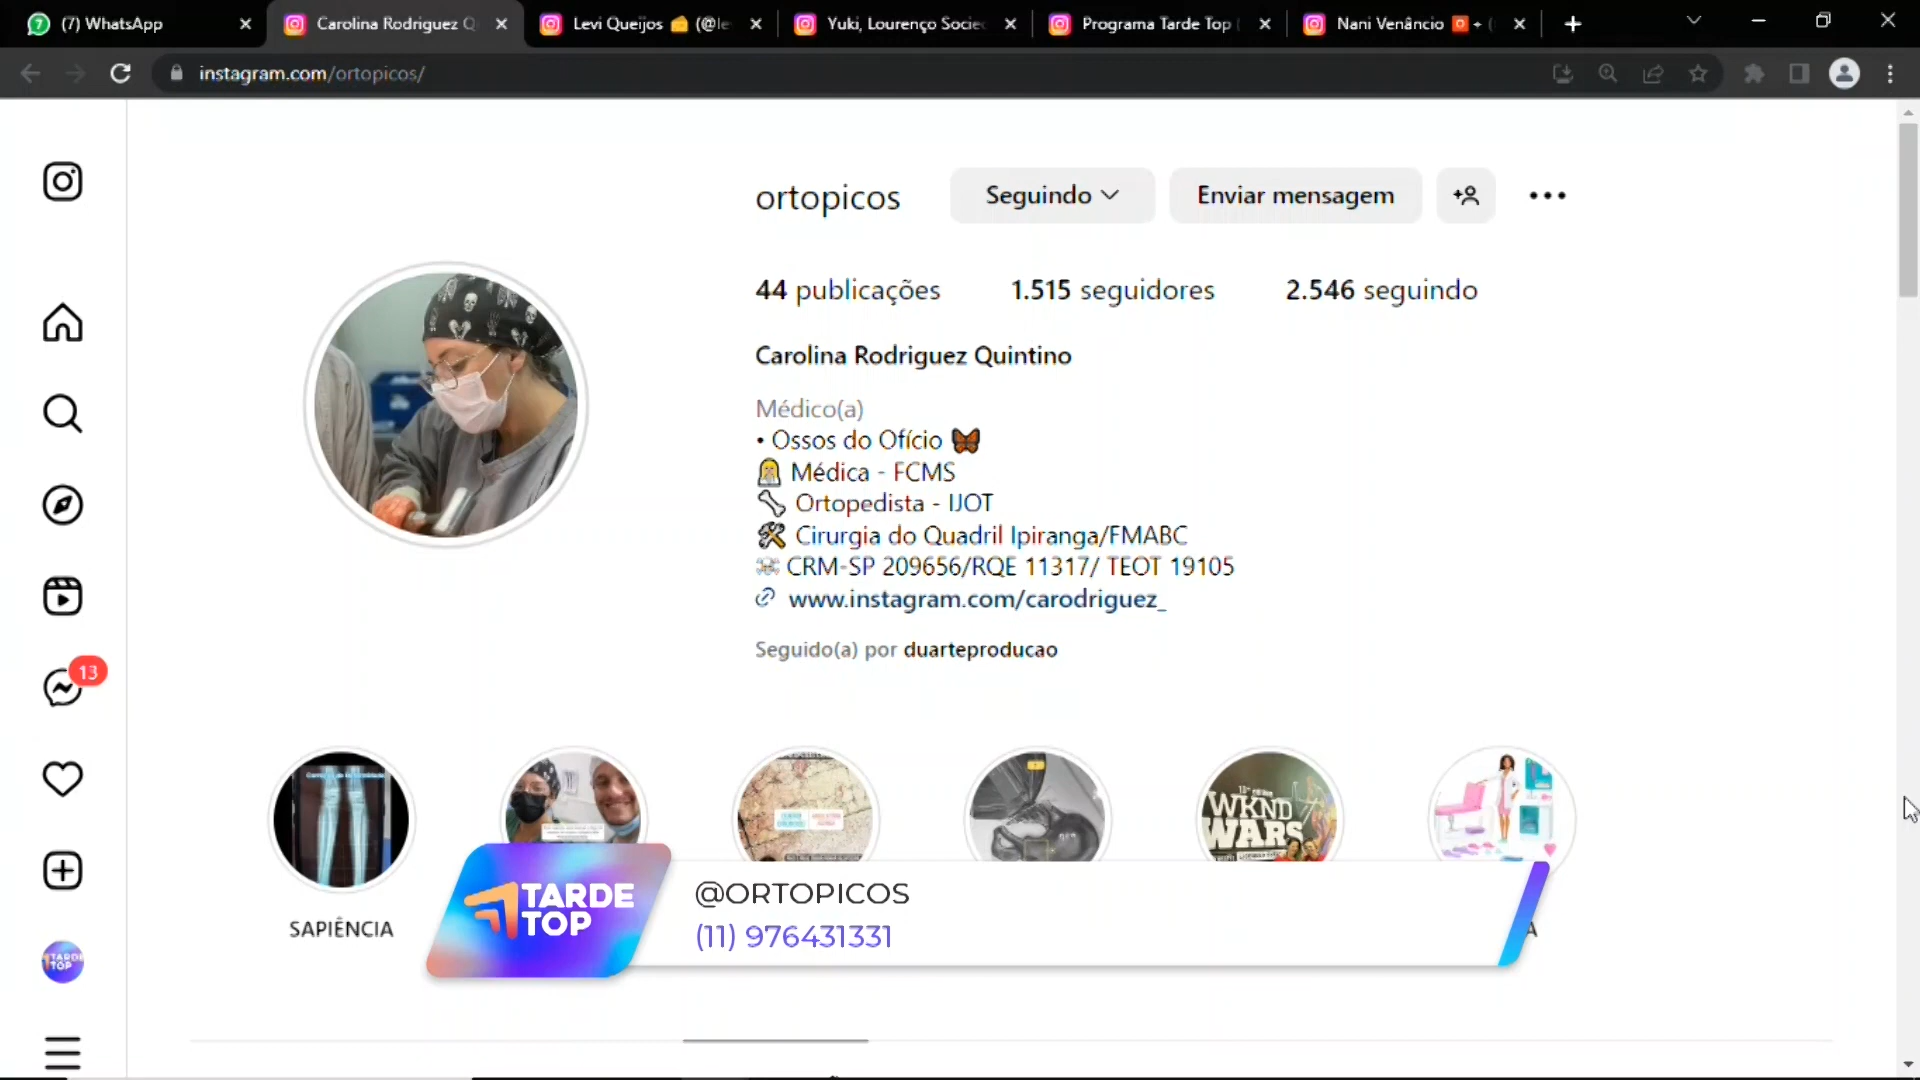 (7) WhatsApp
Carolina Rodriguez Q
Levi Queijos 🧀 (@le
Yuki, Lourenço Socie
Programa Tarde Top (
Nani Venâncio
instagram.com/ortopicos/
ortopicos
Seguindo
Enviar mensagem
44 publicações
1.515 seguidores
2.546 seguindo
Carolina Rodriguez Quintino
Médico(a)
• Ossos do Ofício 🦋
Médica - FCMS
🦴 Ortopedista - IJOT
🛠 Cirurgia do Quadril Ipiranga/FMABC
☠ CRM-SP 209656/RQE 11317/ TEOT 19105
www.instagram.com/carodriguez_
Seguido(a) por duarteproducao
13
WKND
WARS
SAPIÊNCIA
A
TARDE
TOP
@ORTOPICOS
(11) 976431331
TARDE
TOP